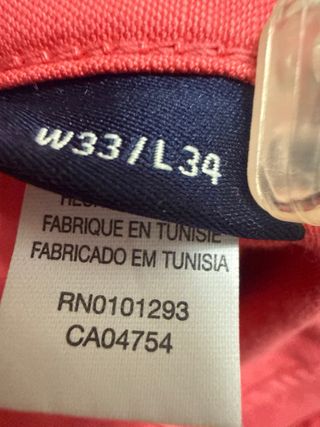 W33/L34
FABRIQUE EN TUNISIE
FABRICADO EM TUNISIA
RN0101293
CA04754